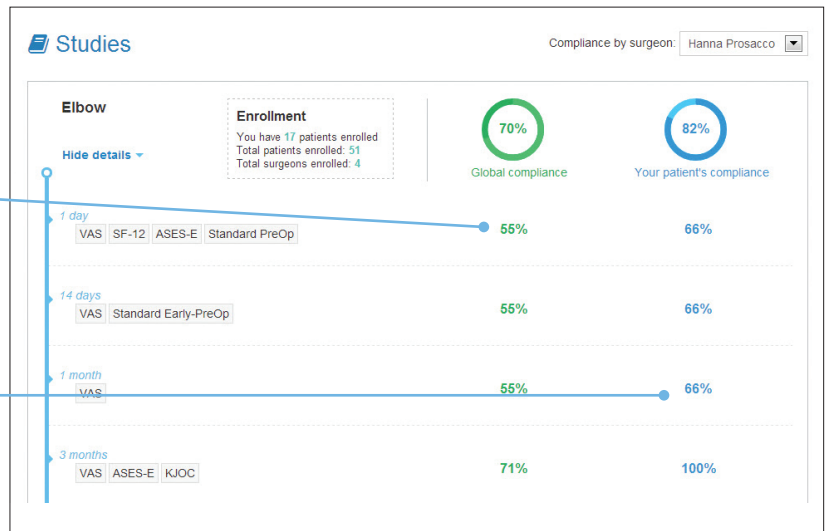 Studies
Compliance by surgeon: Hanna Prosacco
Elbow
Hide details
Enrollment
You have 17 patients enrolled
Total patients enrolled: 51
Total surgeons enrolled: 4
70%
Global compliance
82%
Your patient's compliance
1 day
VAS SF-12 ASES-E Standard PreOp
55% 66%
14 days
VAS Standard Early-PreOp
55% 66%
1 month
VAS
55% 66%
3 months
VAS ASES-E KJOC
71% 100%